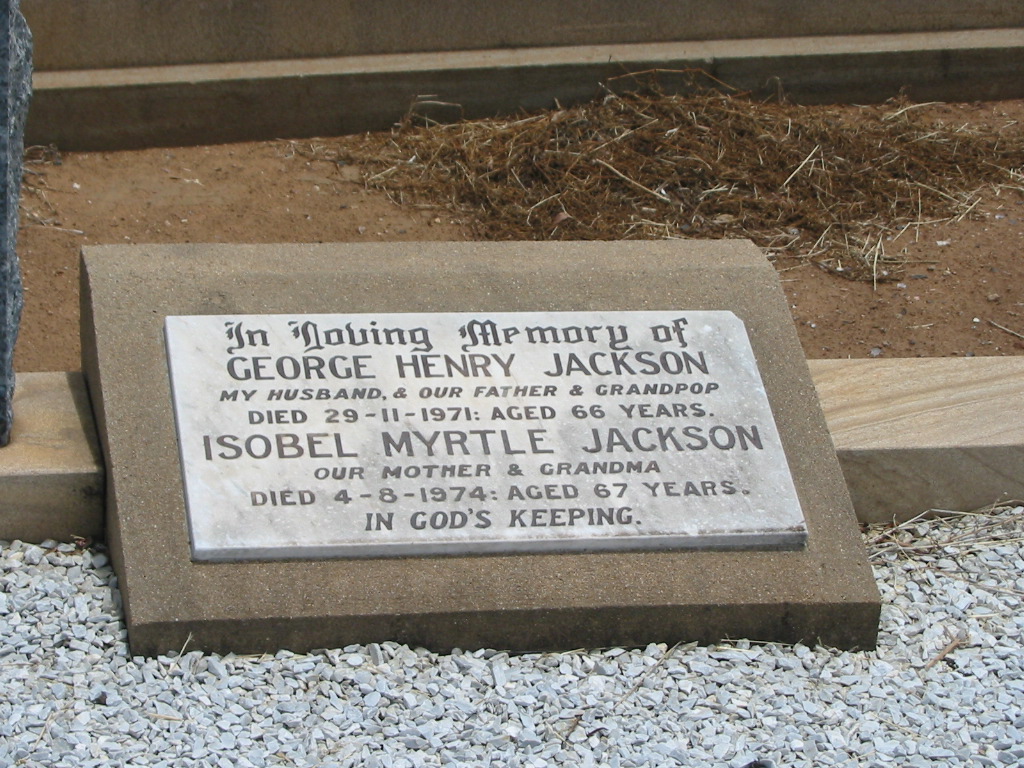 In Loving Memory of
GEORGE HENRY JACKSON
MY HUSBAND, & OUR FATHER & GRANDPOP
DIED 29-11-1971: AGED 66 YEARS.
ISOBEL MYRTLE JACKSON
OUR MOTHER & GRANDMA
DIED 4-8-1974: AGED 67 YEARS.
IN GOD'S KEEPING.